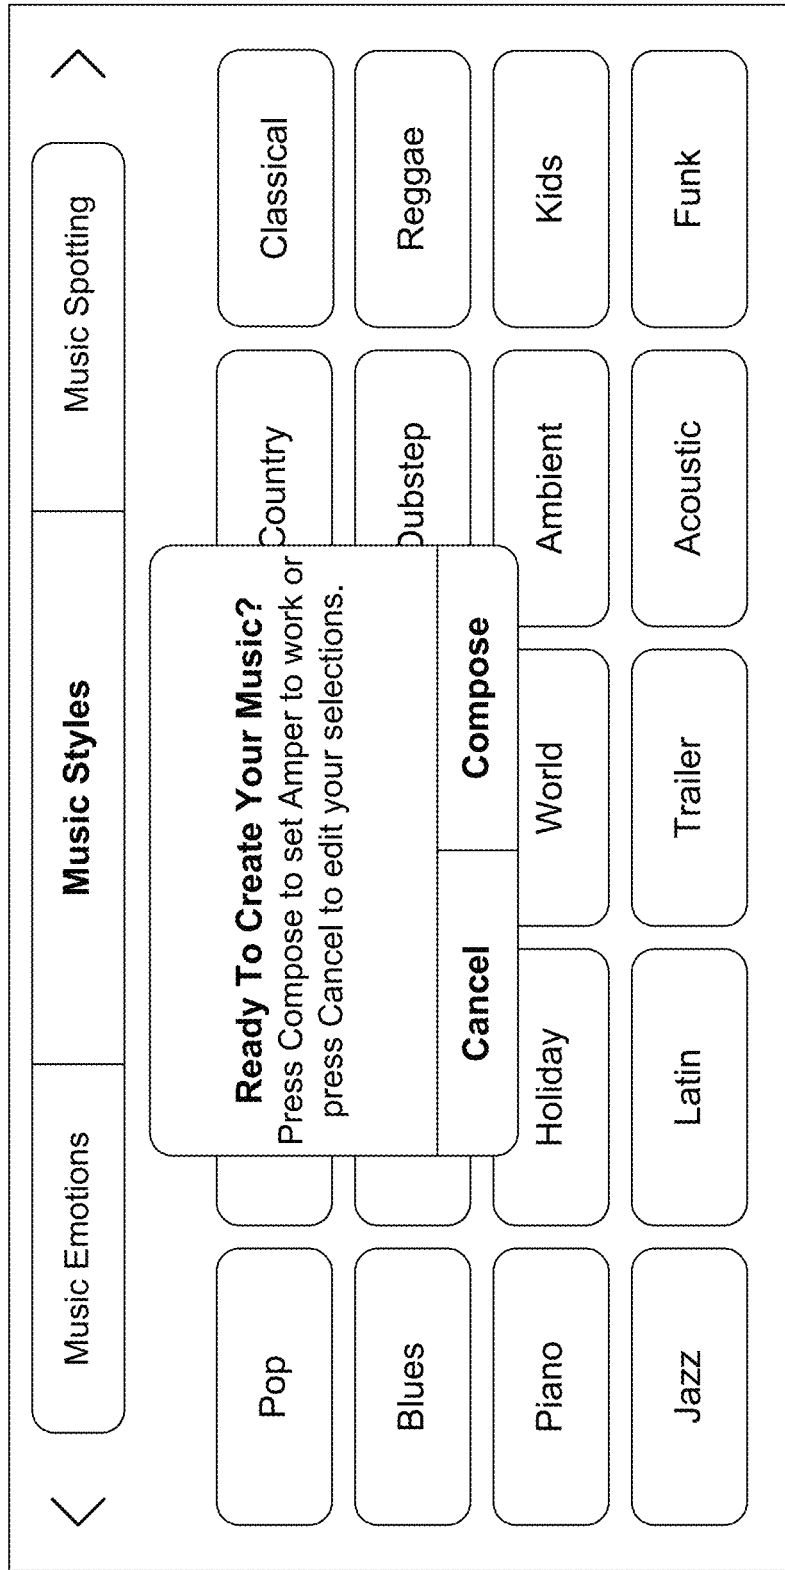 Music Emotions
Music Styles
Music Spotting
Pop
Country
Classical
Blues
Dubstep
Reggae
Ready To Create Your Music?
Press Compose to set Amper to work or
press Cancel to edit your selections.
Cancel
Compose
Piano
Holiday
World
Ambient
Kids
Jazz
Latin
Trailer
Acoustic
Funk